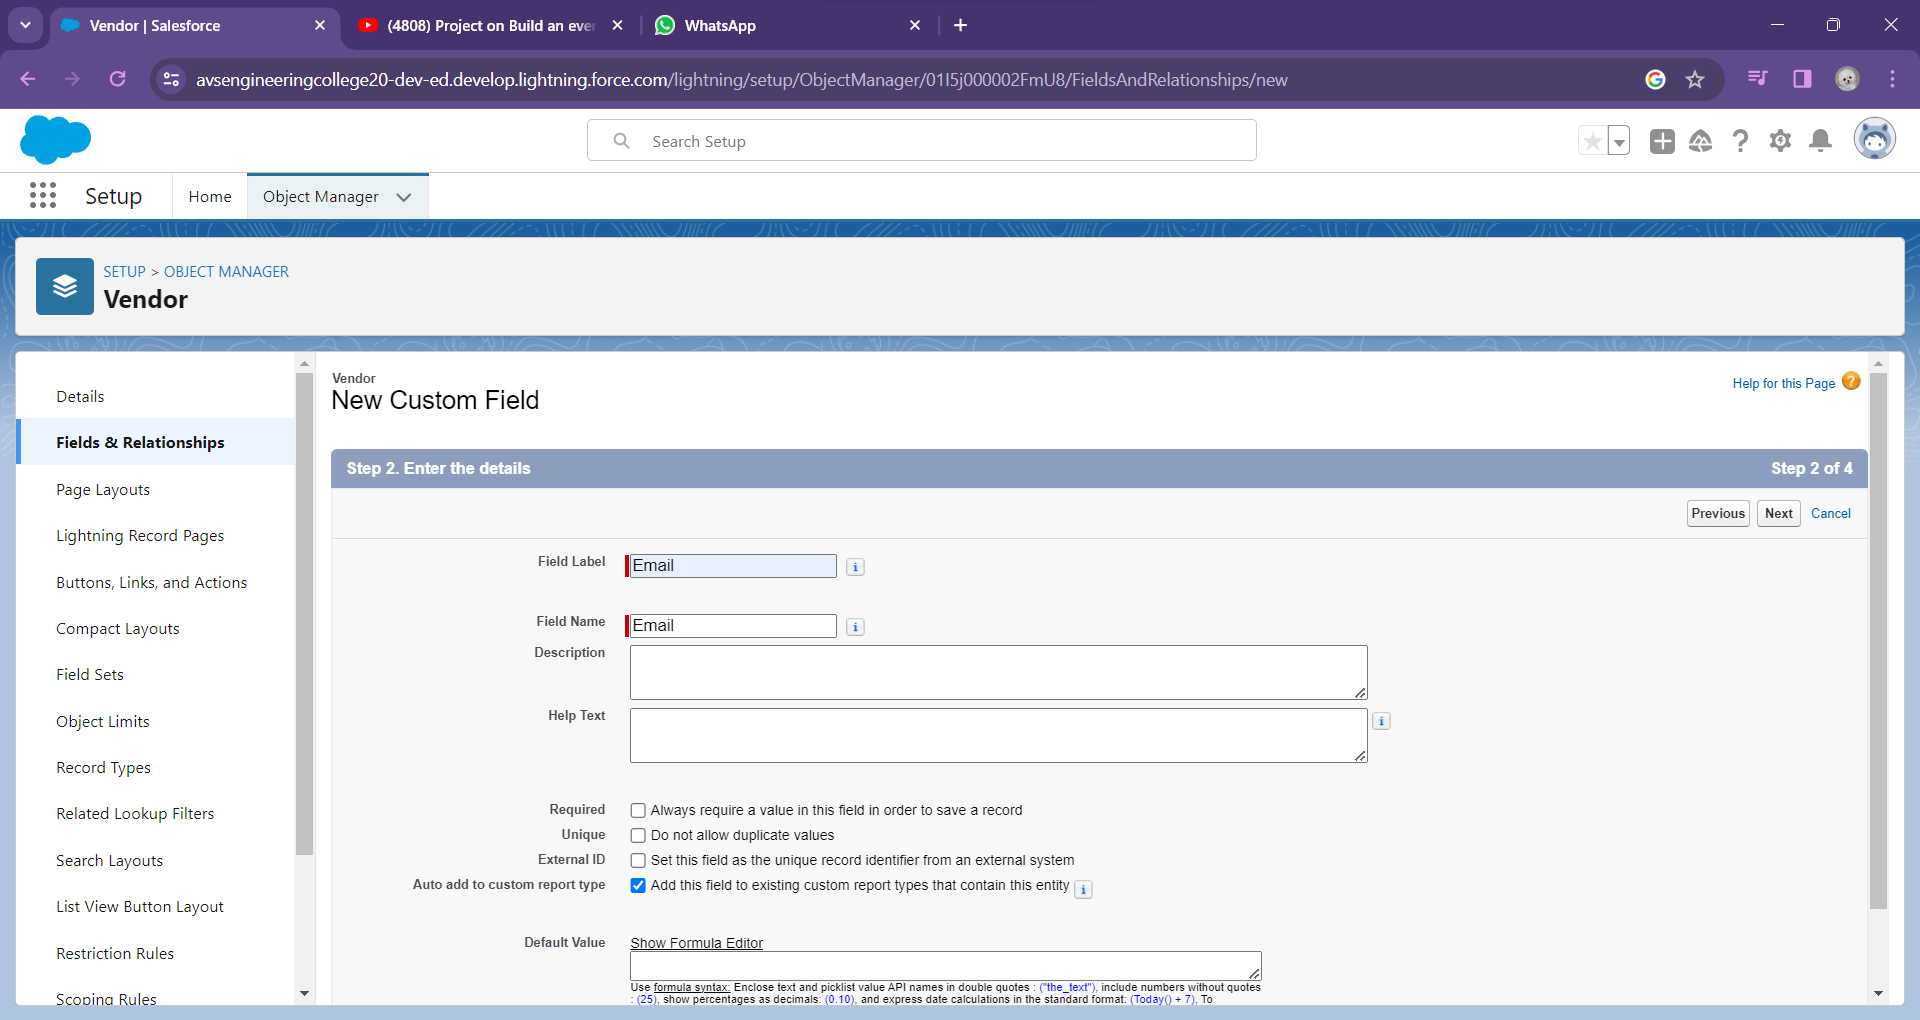 Vendor | Salesforce
(4808) Project on Build an eve
WhatsApp
avsengineeringcollege20-dev-ed.develop.lightning.force.com/lightning/setup/ObjectManager/01I5j000002FmU8/FieldsAndRelationships/new
Search Setup
Setup
Home
Object Manager
SETUP > OBJECT MANAGER
Vendor
Details
Fields & Relationships
Page Layouts
Lightning Record Pages
Buttons, Links, and Actions
Compact Layouts
Field Sets
Object Limits
Record Types
Related Lookup Filters
Search Layouts
List View Button Layout
Restriction Rules
Scoping Rules
Vendor
New Custom Field
Help for this Page
Step 2. Enter the details
Step 2 of 4
Previous
Next
Cancel
Field Label
Email
Field Name
Email
Description
Help Text
Required
Always require a value in this field in order to save a record
Unique
Do not allow duplicate values
External ID
Set this field as the unique record identifier from an external system
Auto add to custom report type
Add this field to existing custom report types that contain this entity
Default Value
Show Formula Editor
Use formula syntax: Enclose text and picklist value API names in double quotes : ("the_text"), include numbers without quotes
: (25), show percentages as decimals: (0.10), and express date calculations in the standard format: (Today() + 7), To